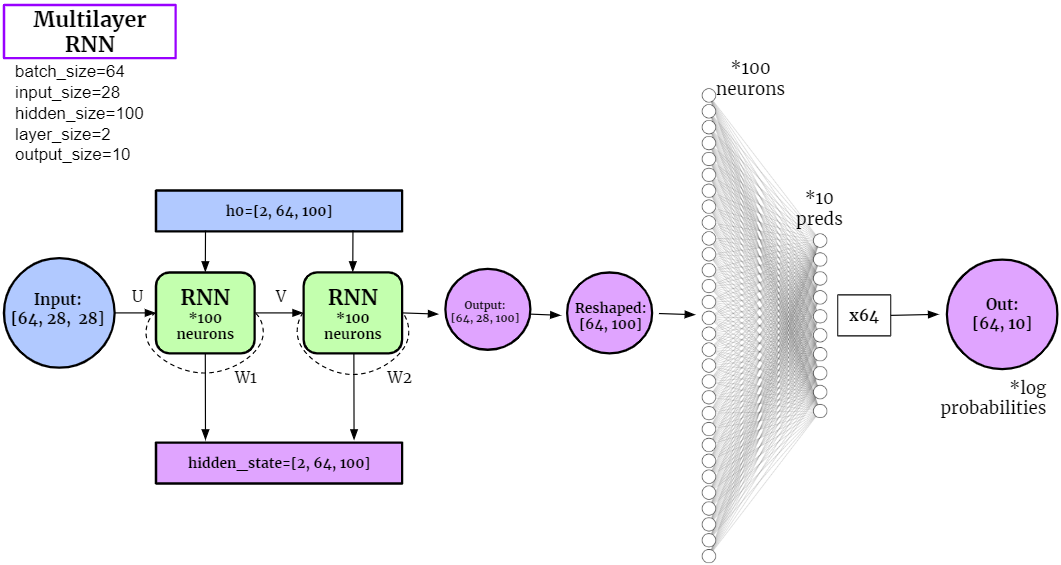 Multilayer
RNN
batch_size=64
input_size=28
hidden_size=100
layer_size=2
output_size=10
*100
neurons
*10
preds
h0=[2, 64, 100]
Input:
[64, 28, 28]
U
RNN
*100
neurons
V
RNN
*100
neurons
Output:
[64, 28, 100]
Reshaped:
[64, 100]
x64
Out:
[64, 10]
W1
W2
*log
probabilities
hidden_state=[2, 64, 100]